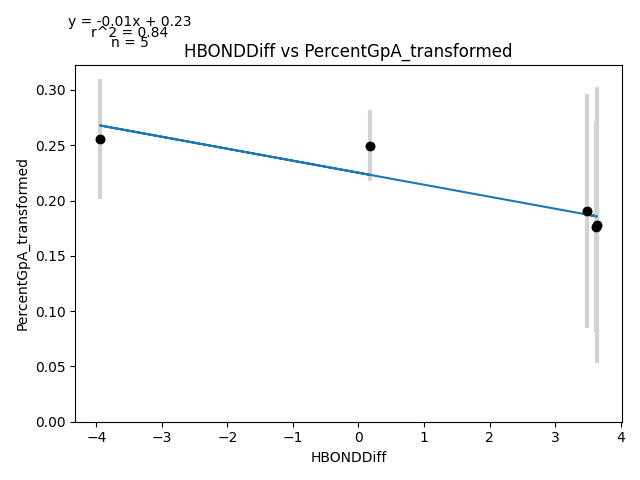 y = -0.01x + 0.23
r^2 = 0.84
n = 5
HBONDDiff vs PercentGpA_transformed
PercentGpA_transformed
0.30
0.25
0.20
0.15
0.10
0.05
0.00
−4
−3
−2
−1
0
1
2
3
4
HBONDDiff